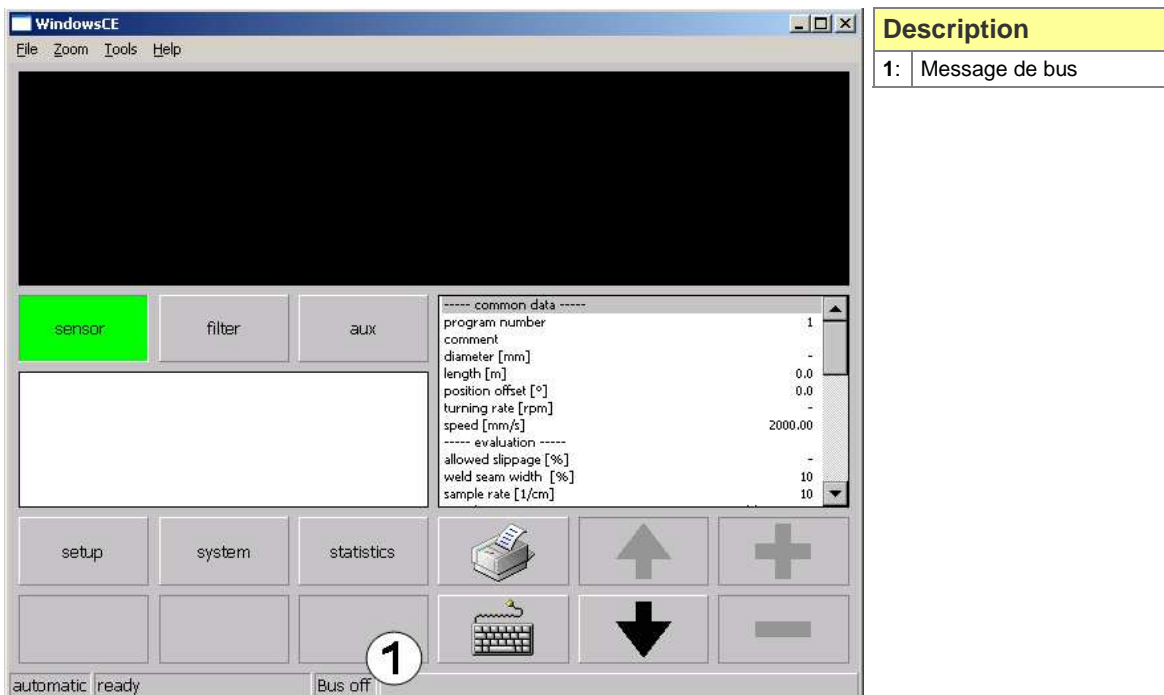 WindowsCE
File Zoom Tools Help
sensor filter aux
----- common data -----
program number 1
comment
diameter [mm] -
length [m] 0.0
position offset [°] 0.0
turning rate [rpm] -
speed [mm/s] 2000.00
----- evaluation -----
allowed slippage [%] -
weld seam width [%] 10
sample rate [1/cm] 10
setup system statistics
1
automatic ready Bus off
Description
1: Message de bus